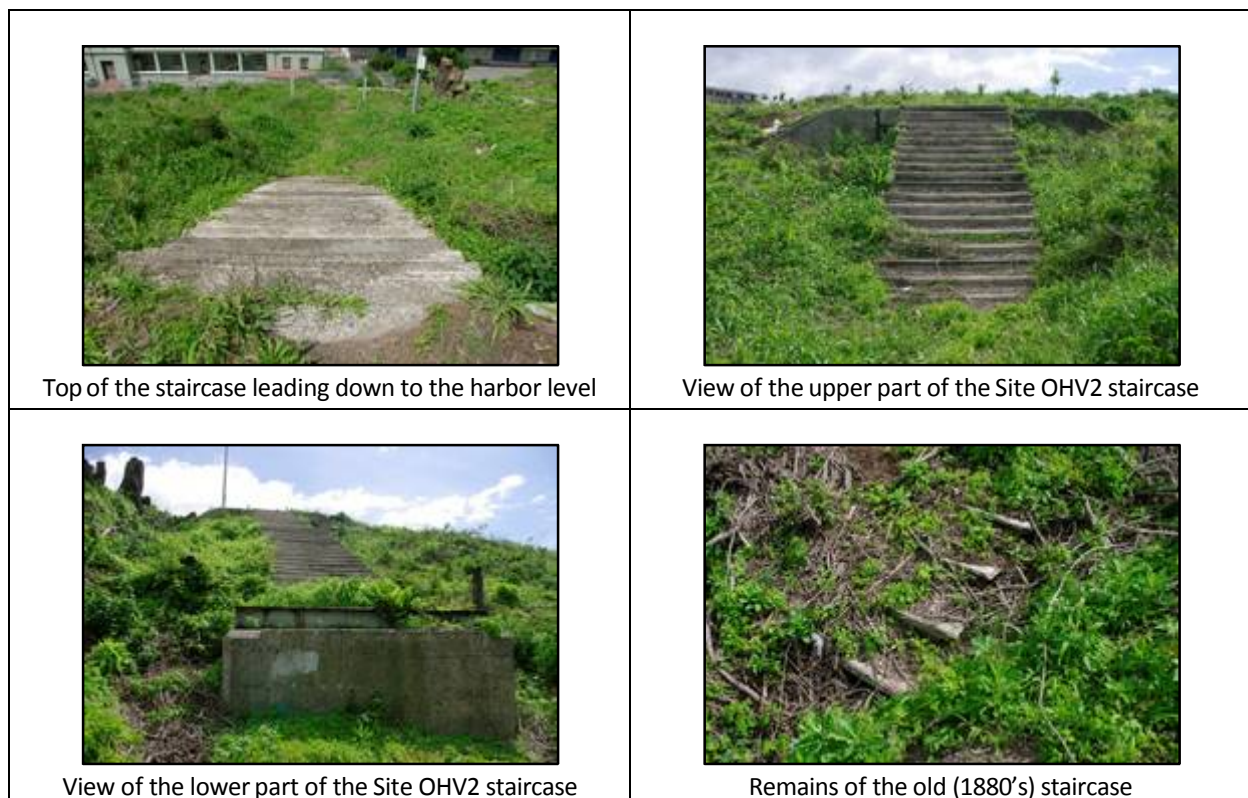 Top of the staircase leading down to the harbor level
View of the upper part of the Site OHV2 staircase
View of the lower part of the Site OHV2 staircase
Remains of the old (1880's) staircase